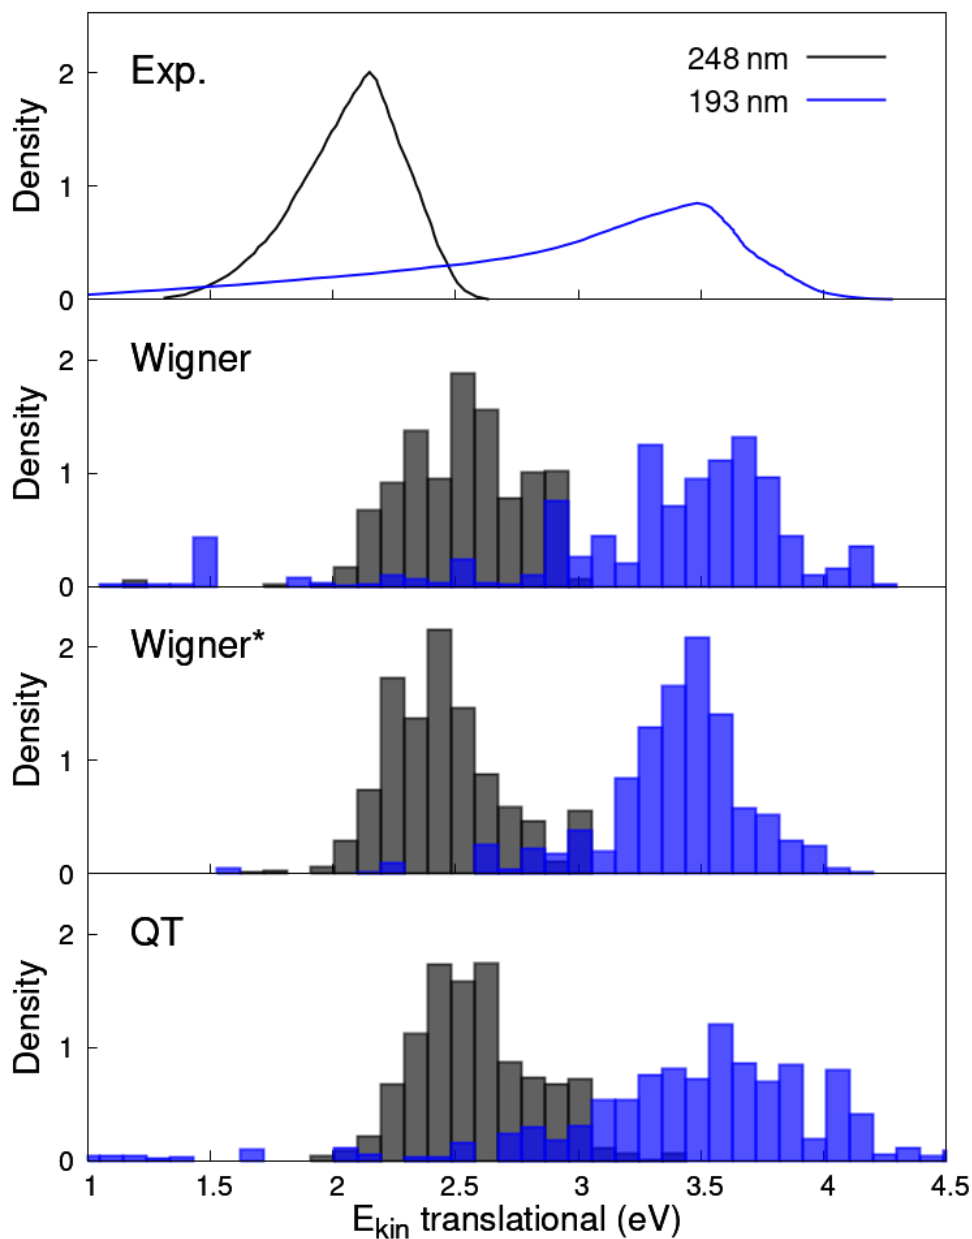 Exp.
248 nm
193 nm
Density
2
1
0
Wigner
Density
2
1
0
Wigner*
Density
2
1
0
QT
Density
2
1
0
1 1.5 2 2.5 3 3.5 4 4.5
Ekin translational (eV)